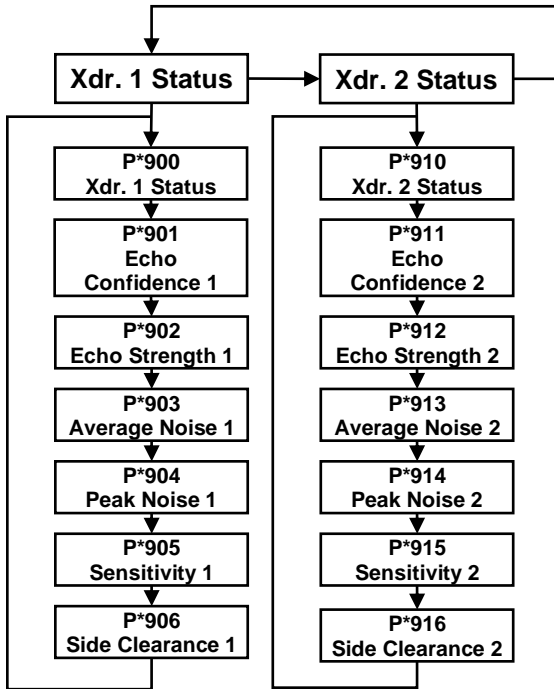 Xdr. 1 Status
Xdr. 2 Status
P*900
Xdr. 1 Status
P*901
Echo
Confidence 1
P*902
Echo Strength 1
P*903
Average Noise 1
P*904
Peak Noise 1
P*905
Sensitivity 1
P*906
Side Clearance 1
P*910
Xdr. 2 Status
P*911
Echo
Confidence 2
P*912
Echo Strength 2
P*913
Average Noise 2
P*914
Peak Noise 2
P*915
Sensitivity 2
P*916
Side Clearance 2